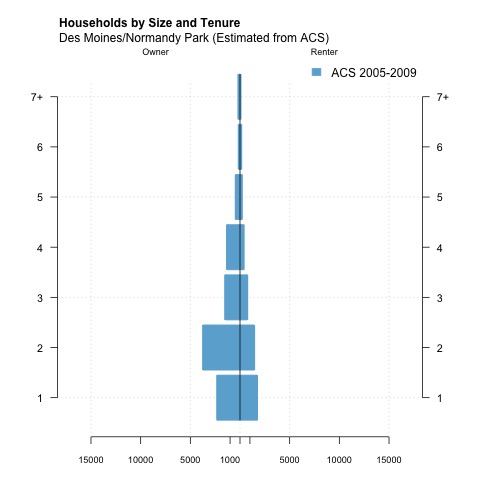 Households by Size and Tenure
Des Moines/Normandy Park (Estimated from ACS)
Owner Renter
ACS 2005-2009
7+ 7+
6 6
5 5
4 4
3 3
2 2
1 1
15000 10000 5000 1000 5000 10000 15000